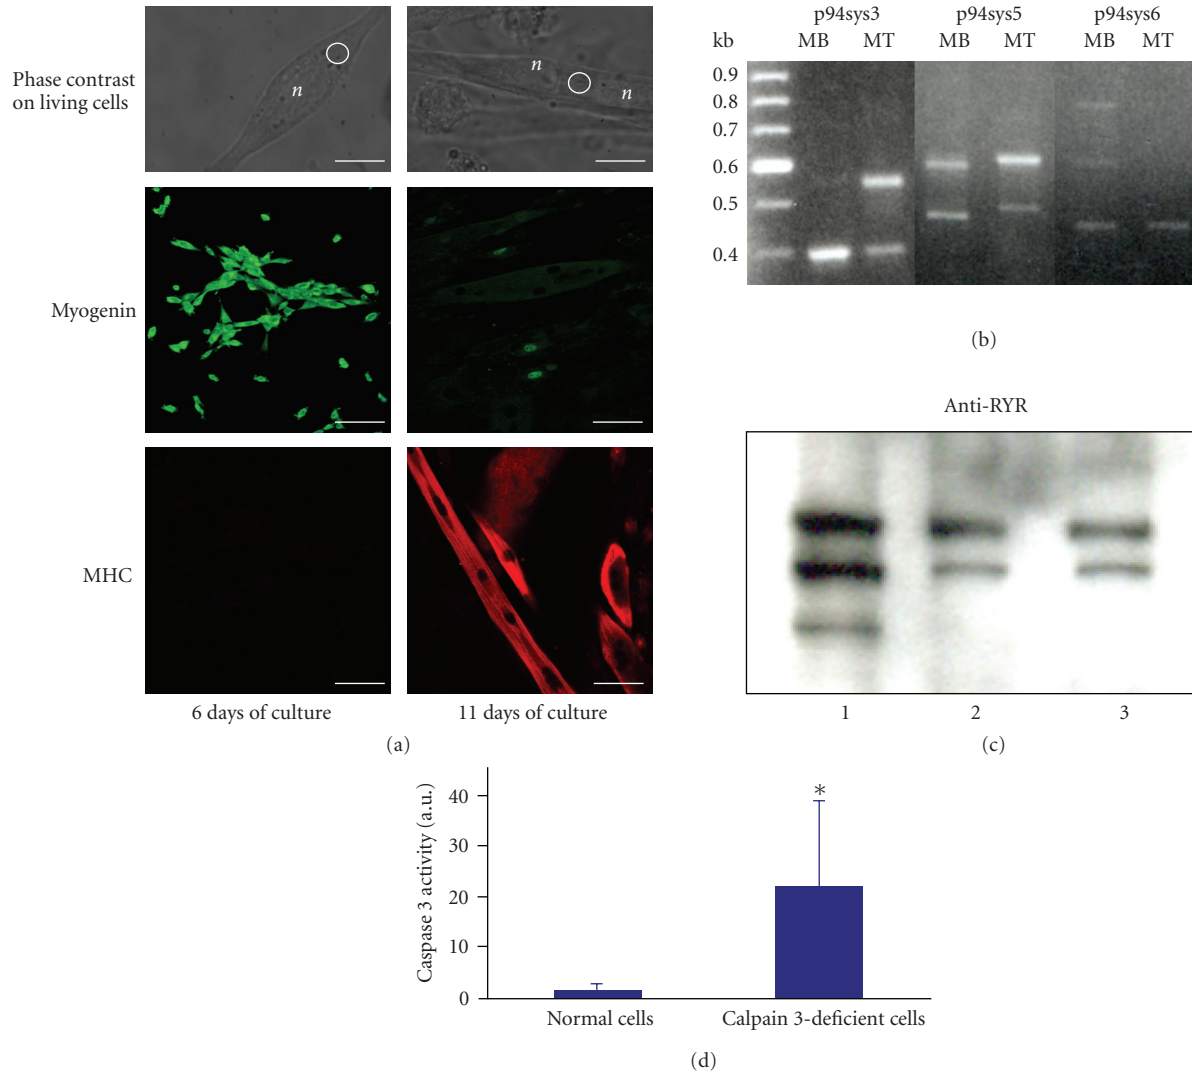 Phase contrast
on living cells
n
n
n
Myogenin
MHC
6 days of culture
11 days of culture
(a)
p94sys3
p94sys5
p94sys6
kb
MB
MT
MB
MT
MB
MT
0.9
0.8
0.7
0.6
0.5
0.4
(b)
Anti-RYR
1
2
3
(c)
Caspase 3 activity (a.u.)
40
30
20
10
0
*
Normal cells
Calpain 3-deficient cells
(d)